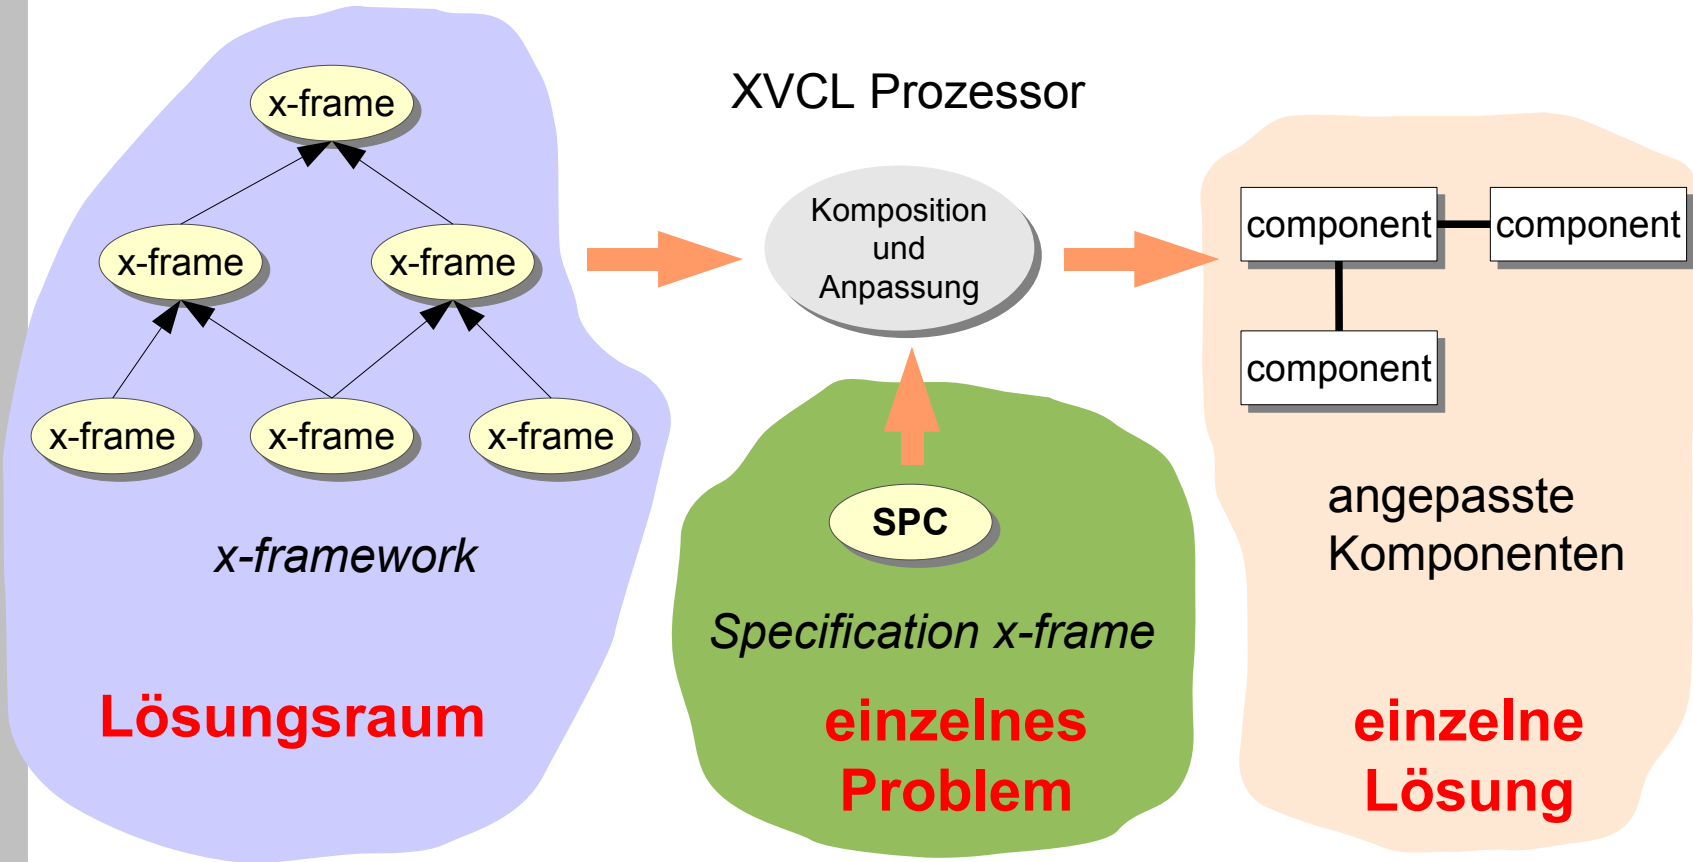 XVCL Prozessor
x-frame
x-frame
x-frame
x-frame
x-frame
x-frame
x-framework
Lösungsraum
Komposition
und
Anpassung
SPC
Specification x-frame
einzelnes
Problem
component
component
component
angepasste
Komponenten
einzelne
Lösung